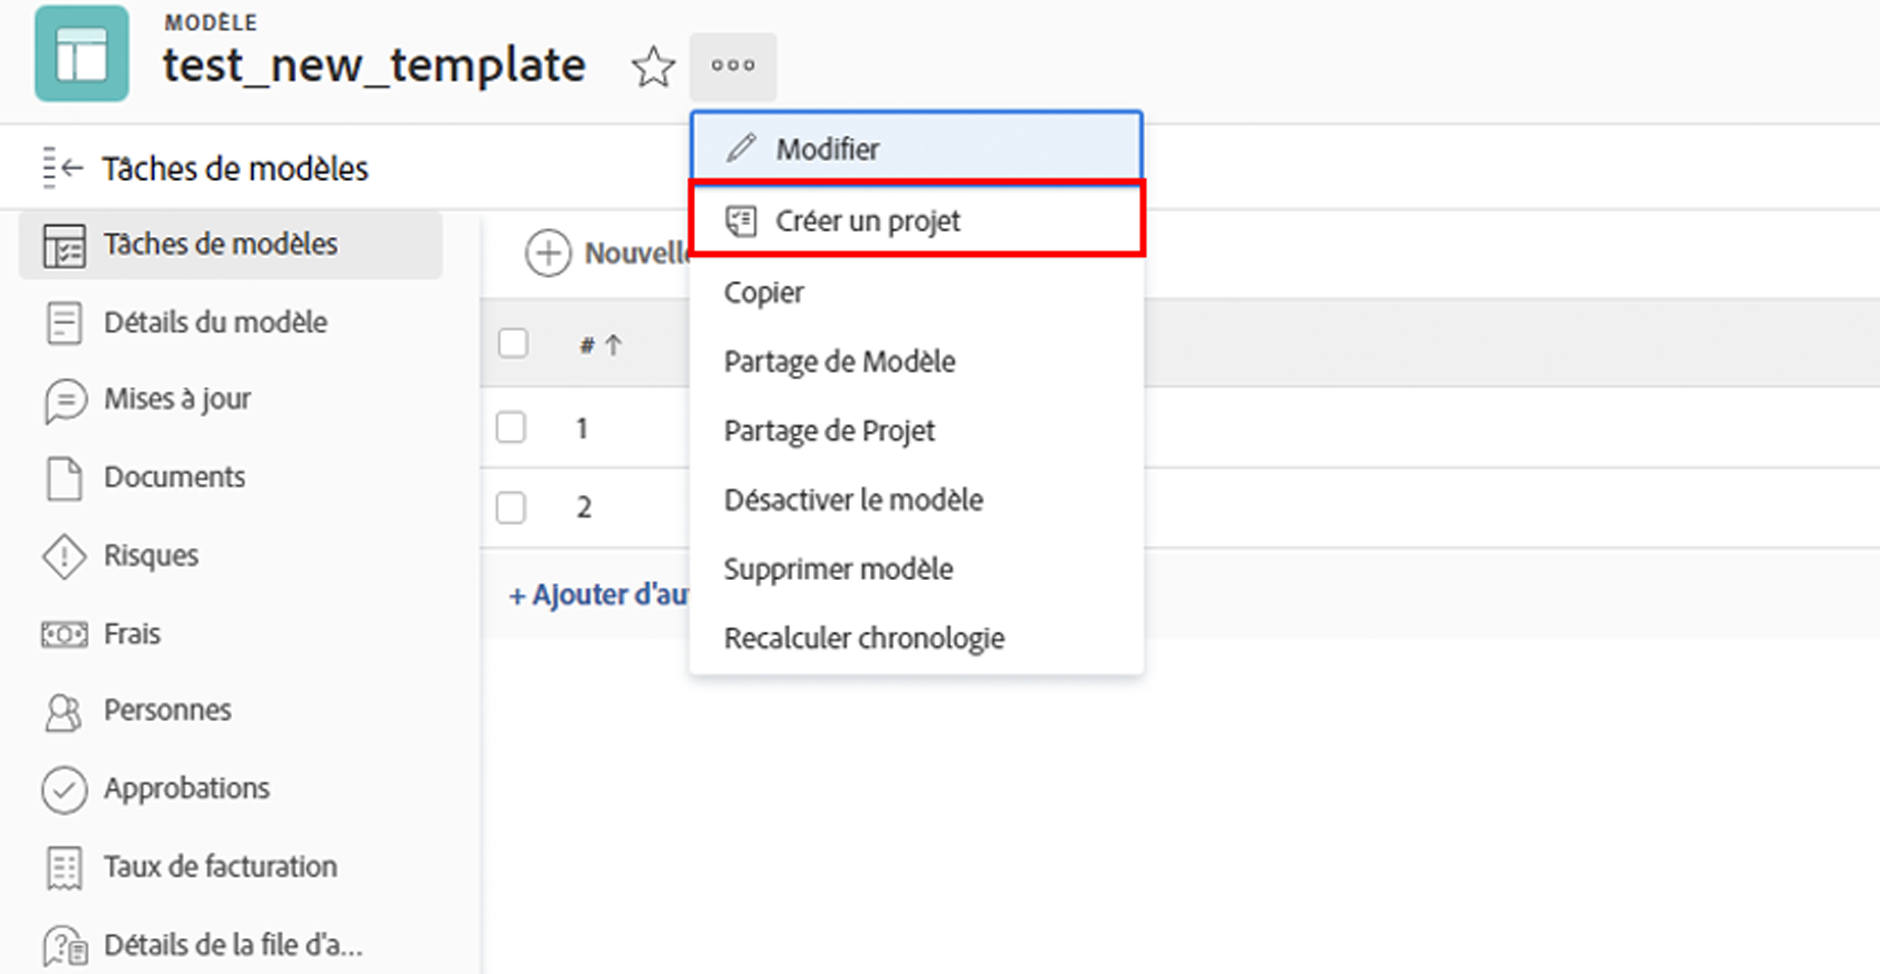 MODÈLE
test_new_template
Tâches de modèles
Tâches de modèles
Détails du modèle
Mises à jour
Documents
Risques
Frais
Personnes
Approbations
Taux de facturation
Détails de la file d'a...
Modifier
Créer un projet
Copier
Partage de Modèle
Partage de Projet
Désactiver le modèle
Supprimer modèle
Recalculer chronologie
#
1
2
+ Ajouter